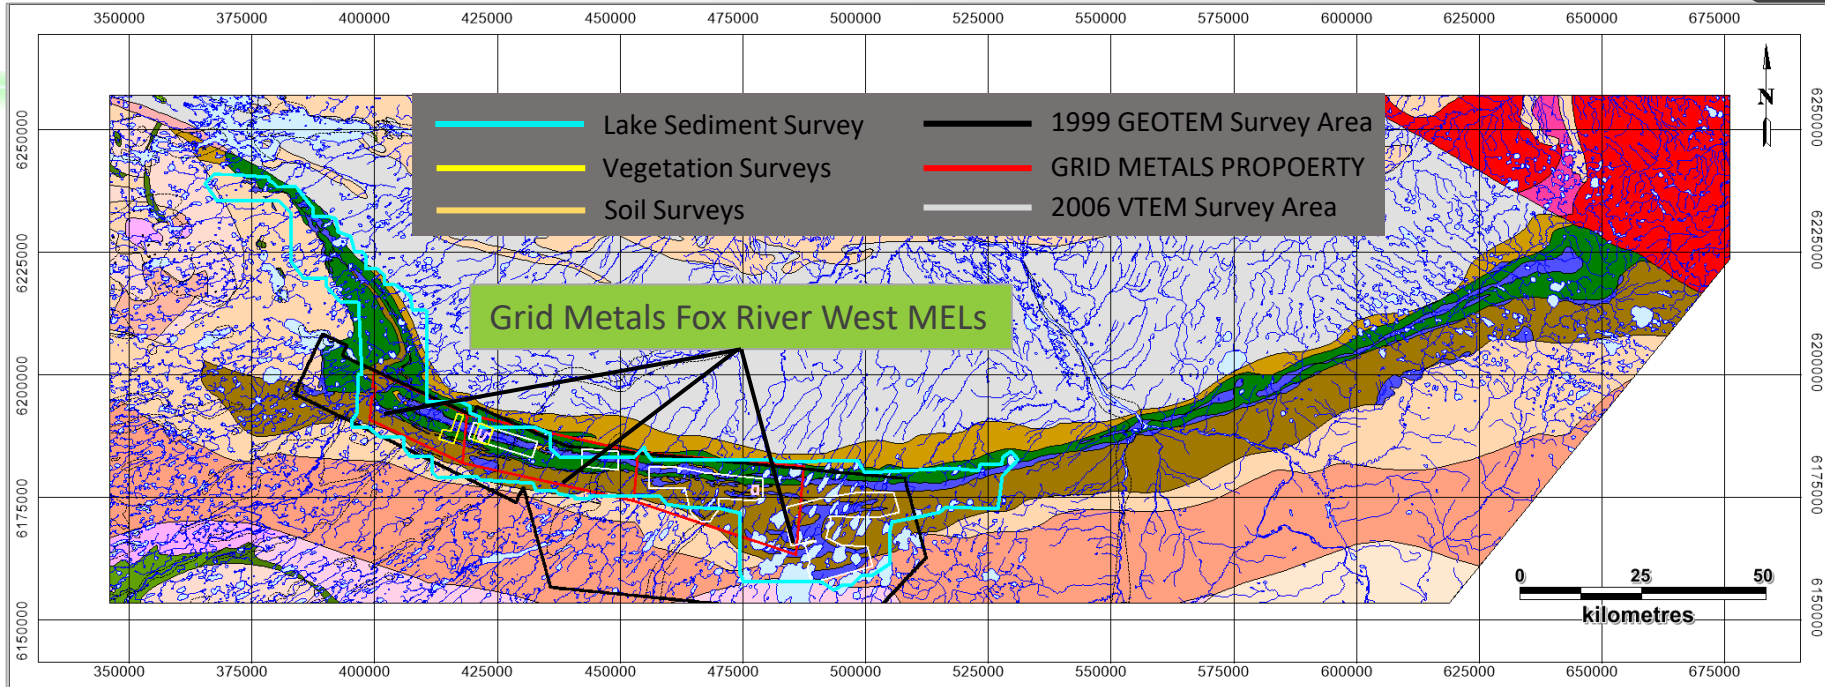 350000 375000 400000 425000 450000 475000 500000 525000 550000 575000 600000 625000 650000 675000
N
6250000 6250000
Lake Sediment Survey
1999 GEOTEM Survey Area
Vegetation Surveys
GRID METALS PROPOERTY
Soil Surveys
2006 VTEM Survey Area
6225000 6225000
Grid Metals Fox River West MELs
6200000 6200000
6175000 6175000
0 25 50
kilometres
6150000 6150000
350000 375000 400000 425000 450000 475000 500000 525000 550000 575000 600000 625000 650000 675000